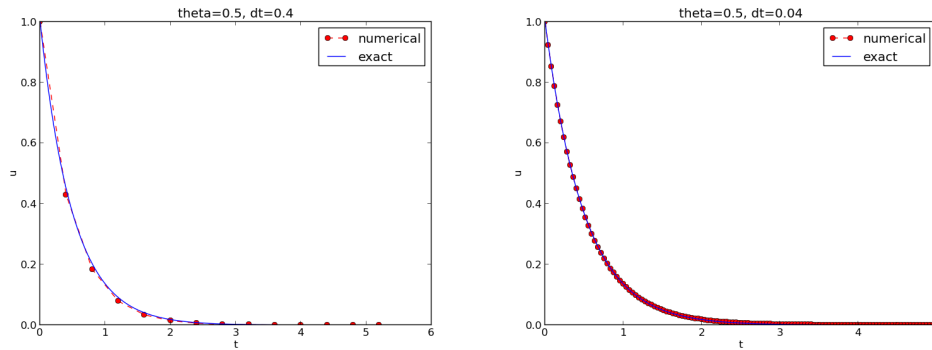 theta=0.5, dt=0.4
1.0
0.8
0.6
0.4
0.2
0.0
u
0 1 2 3 4 5 6
t
numerical
exact
theta=0.5, dt=0.04
1.0
0.8
0.6
0.4
0.2
0.0
u
0 1 2 3 4
t
numerical
exact